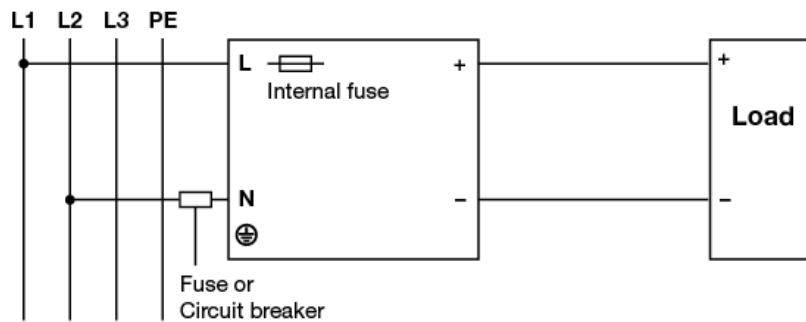 L1 L2 L3 PE
L
+
+
Internal fuse
Load
N
−
−
Fuse or
Circuit breaker